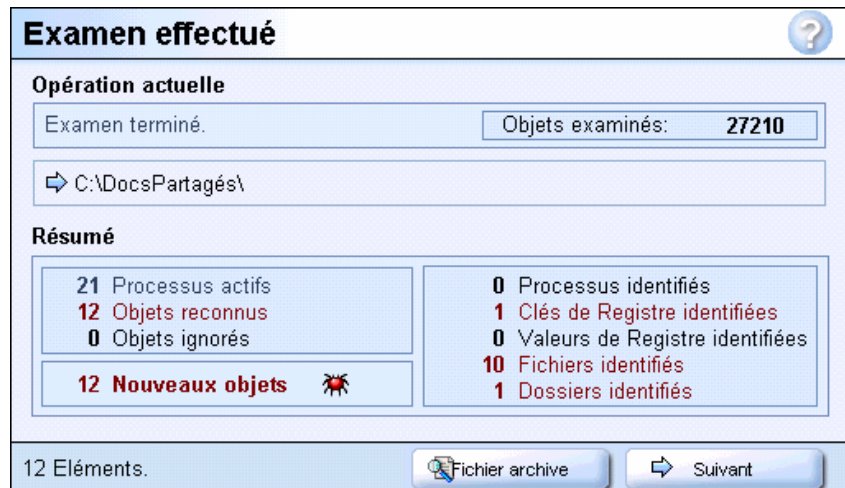 Examen effectué
?
Opération actuelle
Examen terminé.
Objets examinés: 27210
C:\DocsPartagés\
Résumé
21 Processus actifs
12 Objets reconnus
0 Objets ignorés
12 Nouveaux objets
0 Processus identifiés
1 Clés de Registre identifiées
0 Valeurs de Registre identifiées
10 Fichiers identifiés
1 Dossiers identifiés
12 Eléments.
Fichier archive
Suivant